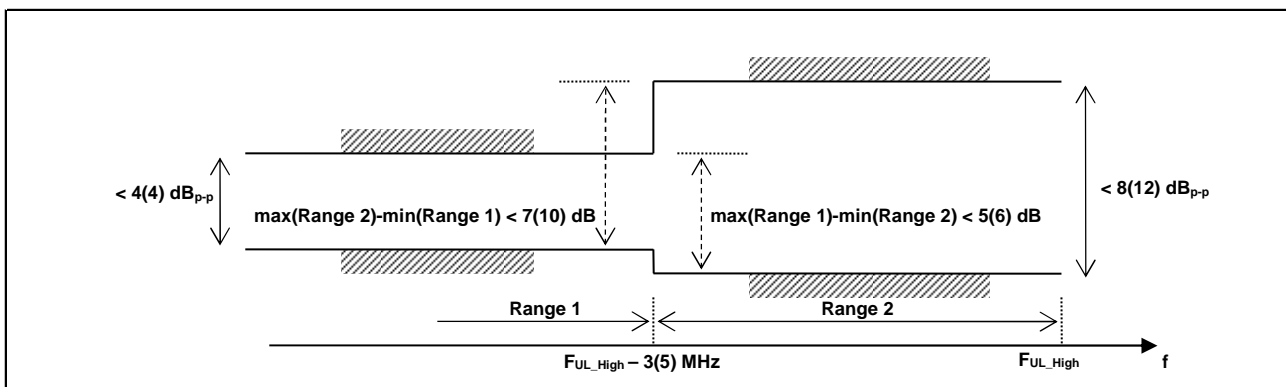 < 4(4) dBp-p
max(Range 2)-min(Range 1) < 7(10) dB
max(Range 1)-min(Range 2) < 5(6) dB
< 8(12) dBp-p
Range 1
Range 2
FUL_High – 3(5) MHz
FUL_High
f